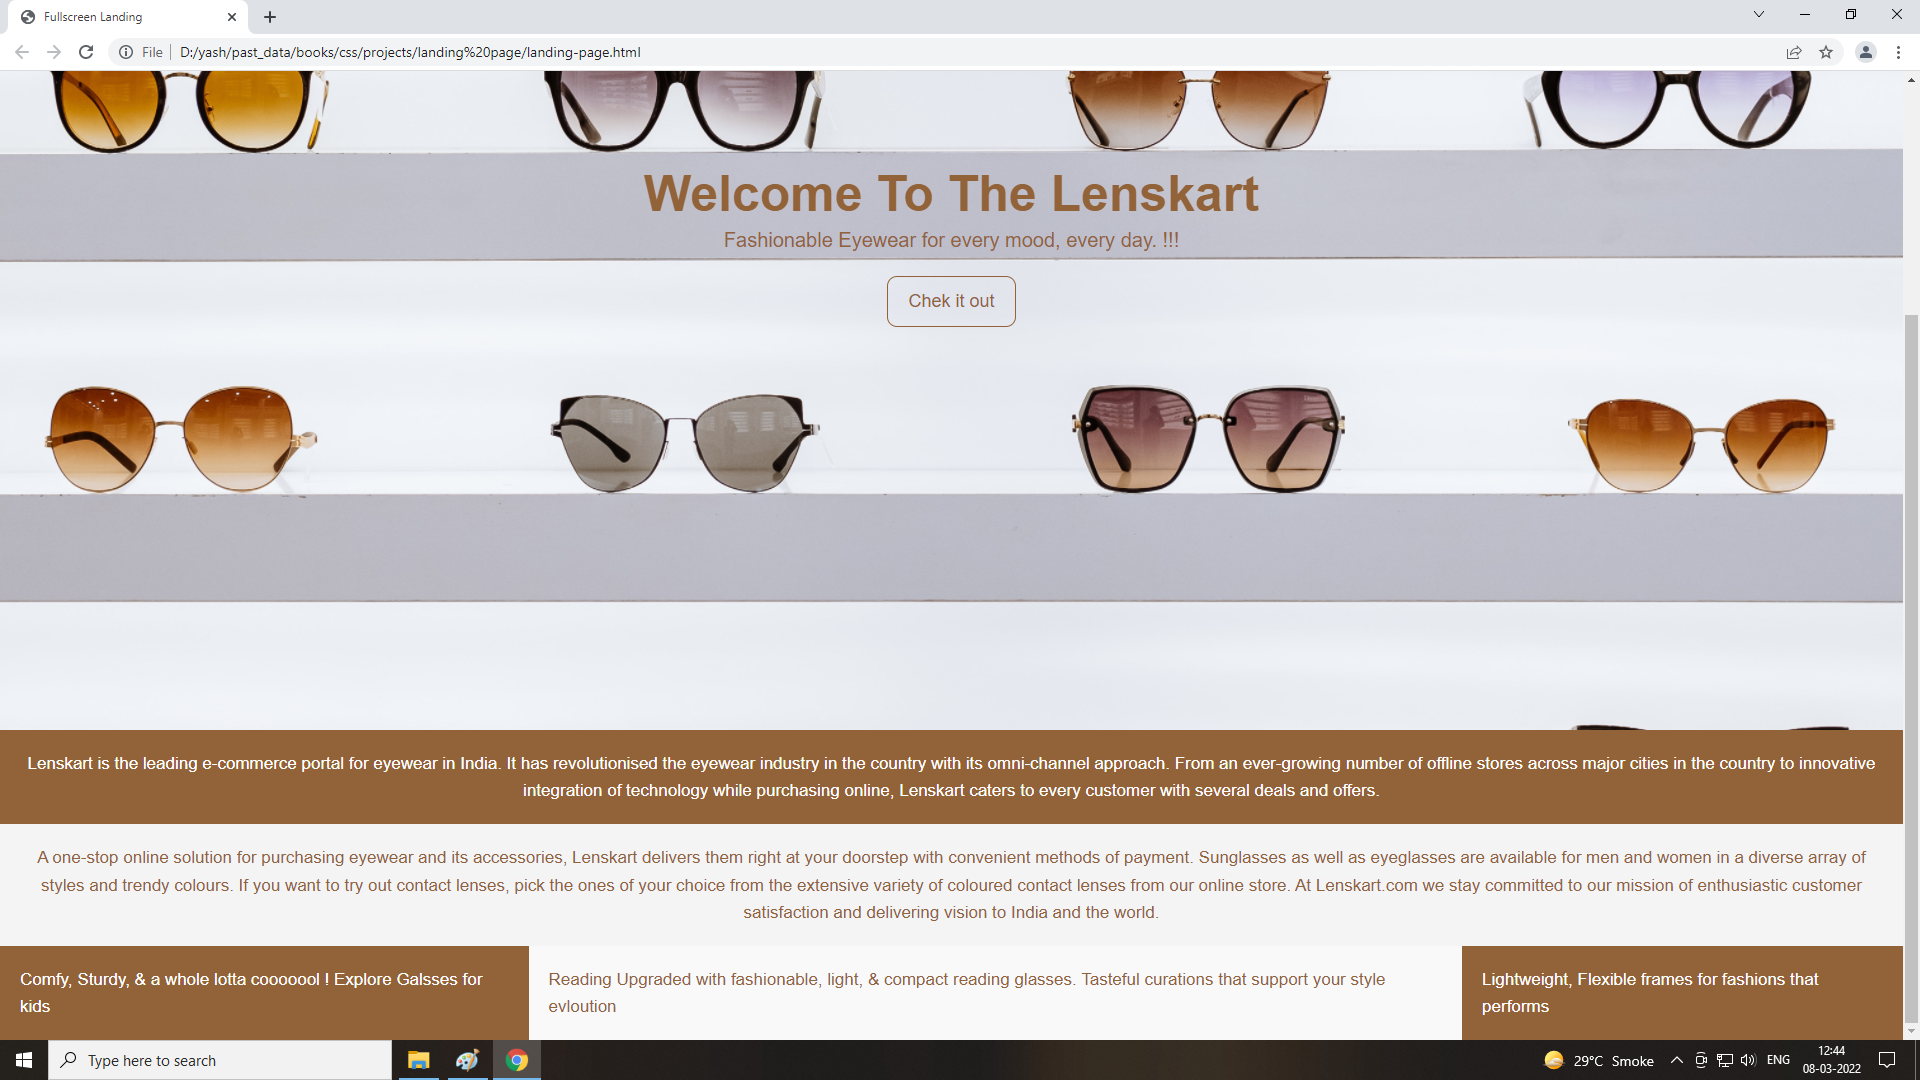 Fullscreen Landing
File
D:/yash/past_data/books/css/projects/landing%20page/landing-page.html
Welcome To The Lenskart
Fashionable Eyewear for every mood, every day. !!!
Chek it out
Lenskart is the leading e-commerce portal for eyewear in India. It has revolutionised the eyewear industry in the country with its omni-channel approach. From an ever-growing number of offline stores across major cities in the country to innovative
integration of technology while purchasing online, Lenskart caters to every customer with several deals and offers.
A one-stop online solution for purchasing eyewear and its accessories, Lenskart delivers them right at your doorstep with convenient methods of payment. Sunglasses as well as eyeglasses are available for men and women in a diverse array of
styles and trendy colours. If you want to try out contact lenses, pick the ones of your choice from the extensive variety of coloured contact lenses from our online store. At Lenskart.com we stay committed to our mission of enthusiastic customer
satisfaction and delivering vision to India and the world.
Comfy, Sturdy, & a whole lotta cooooool ! Explore Galsses for
kids
Reading Upgraded with fashionable, light, & compact reading glasses. Tasteful curations that support your style
evloution
Lightweight, Flexible frames for fashions that
performs
Type here to search
29°C Smoke
ENG
12:44
08-03-2022